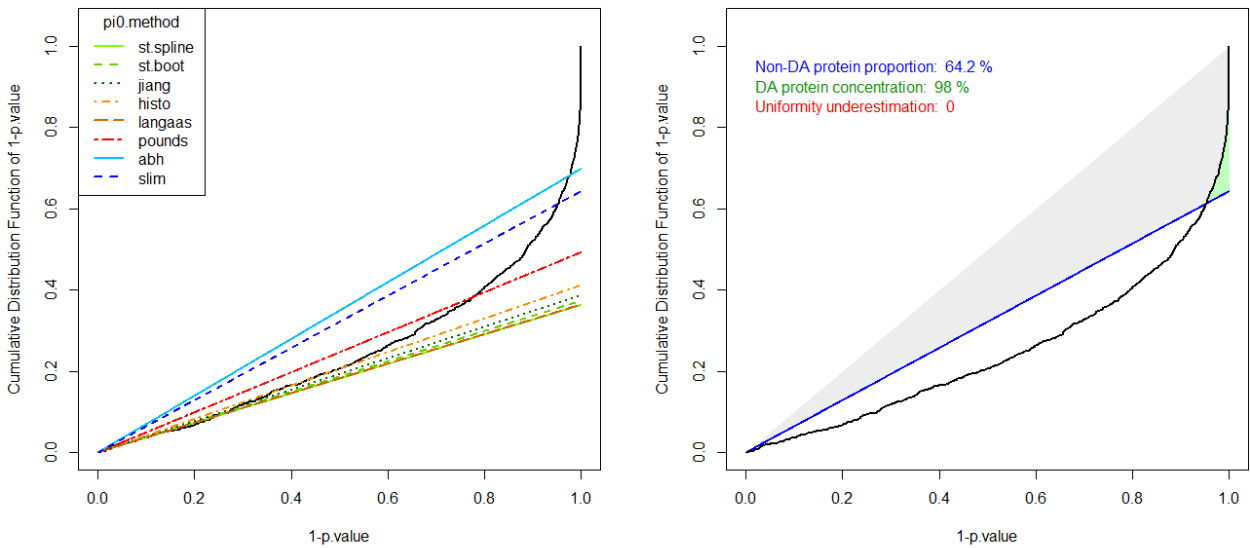 pi0.method
st.spline
st.boot
jiang
histo
langaas
pounds
abh
slim
Cumulative Distribution Function of 1-p.value
0.0
0.2
0.4
0.6
0.8
1.0
0.0 0.2 0.4 0.6 0.8 1.0
1-p.value
Non-DA protein proportion: 64.2 %
DA protein concentration: 98 %
Uniformity underestimation: 0
Cumulative Distribution Function of 1-p.value
0.0
0.2
0.4
0.6
0.8
1.0
0.0 0.2 0.4 0.6 0.8 1.0
1-p.value